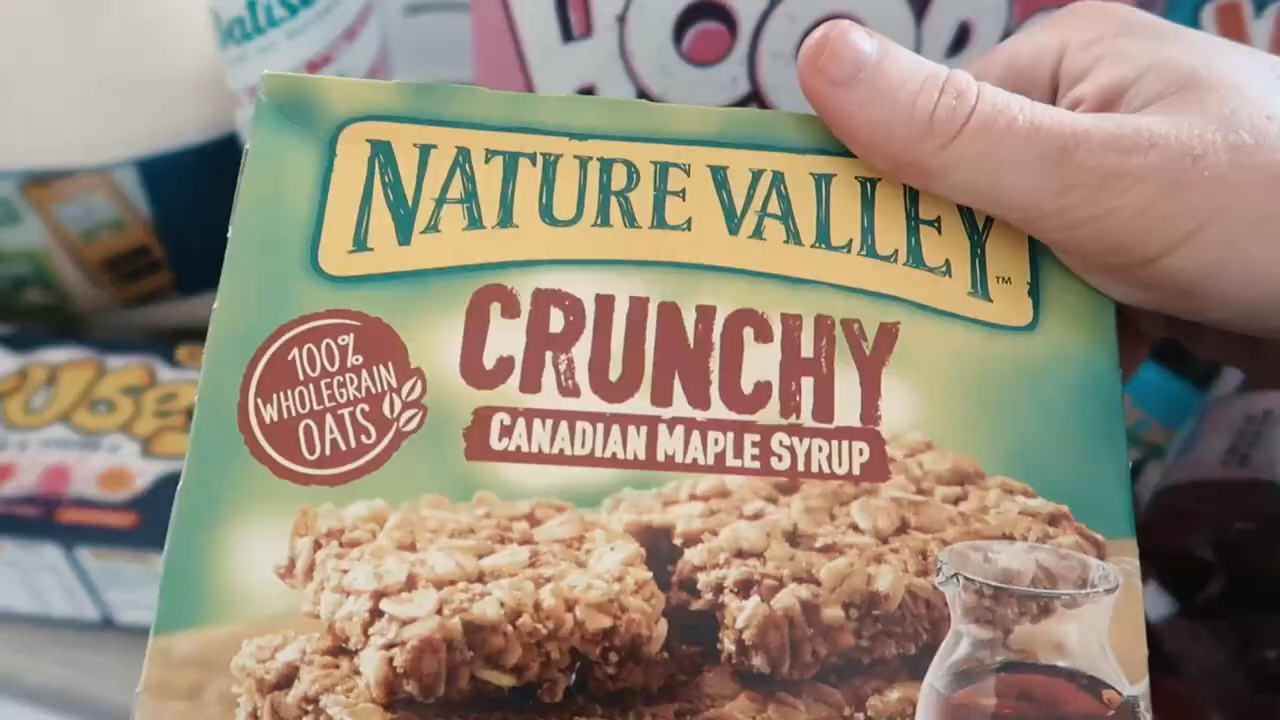 NATURE VALLEY™
CRUNCHY
CANADIAN MAPLE SYRUP
100%
WHOLEGRAIN
OATS